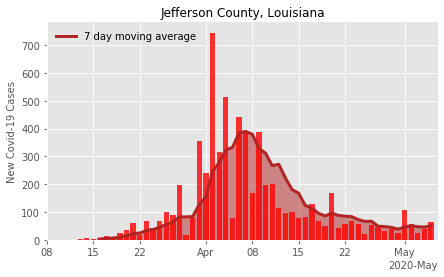 Jefferson County, Louisiana
7 day moving average
New Covid-19 Cases
700
600
500
400
300
200
100
0
08 15 22 Apr 08 15 22 May
2020-May